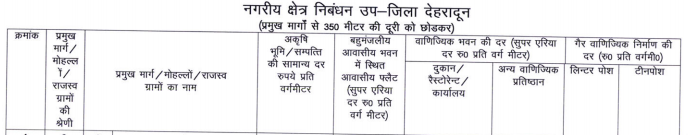 नगरीय क्षेत्र निबंधन उप–जिला देहरादून
(प्रमुख मार्गो से 350 मीटर की दूरी को छोडकर)
क्रमांक
प्रमुख
मार्ग/
मोहल्ल
ों/
राजस्व
ग्रामों
की
श्रेणी
प्रमुख मार्ग/मोहल्लों/राजस्व
ग्रामों का नाम
अकृषि
भूमि/सम्पत्ति
की सामान्य दर
रुपये प्रति
वर्गमीटर
बहुमंजलीय
आवासीय भवन
में स्थित
आवासीय फ्लैट
(सुपर एरिया
दर रु0 प्रति
वर्ग मीटर)
वाणिज्यिक भवन की दर (सुपर एरिया
दर रु0 प्रति वर्ग मीटर)
दुकान/
रैस्टोरेन्ट/
कार्यालय
अन्य वाणिज्यिक
प्रतिष्ठान
गैर वाणिज्यिक निर्माण की
दर (रु0 प्रति वर्गमी0)
लिन्टर पोश
टीनपोश